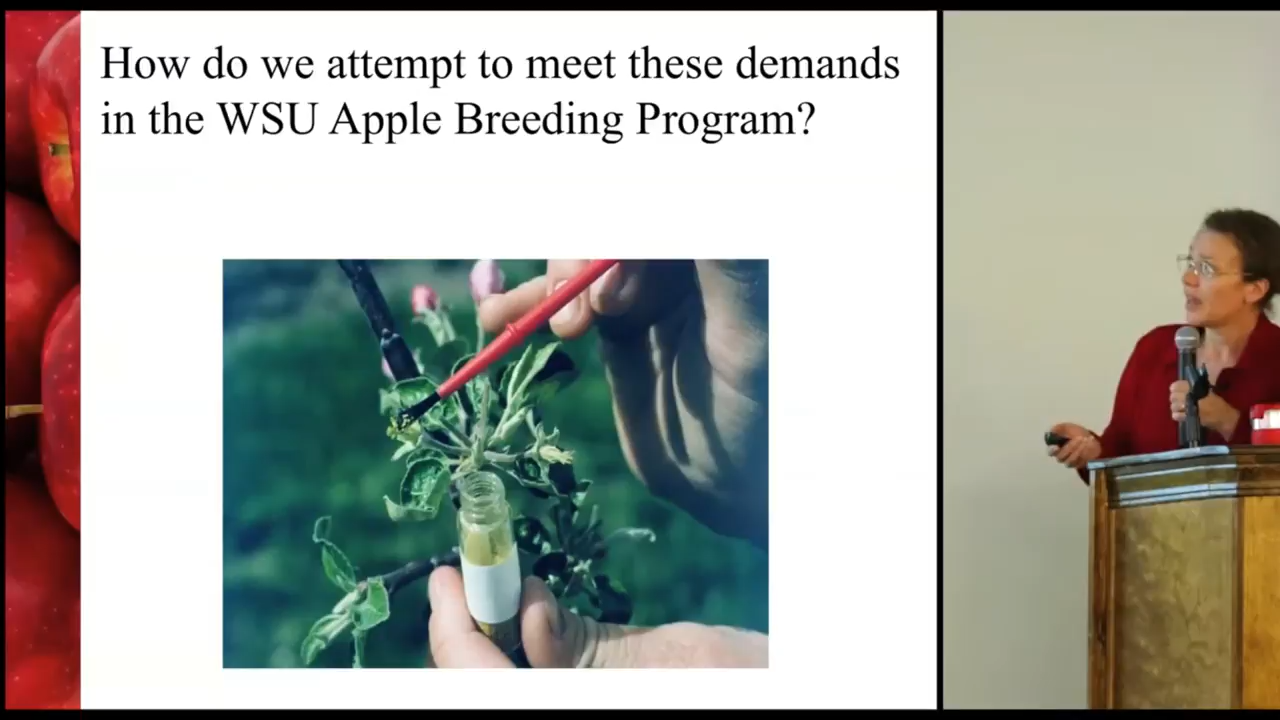 How do we attempt to meet these demands
in the WSU Apple Breeding Program?